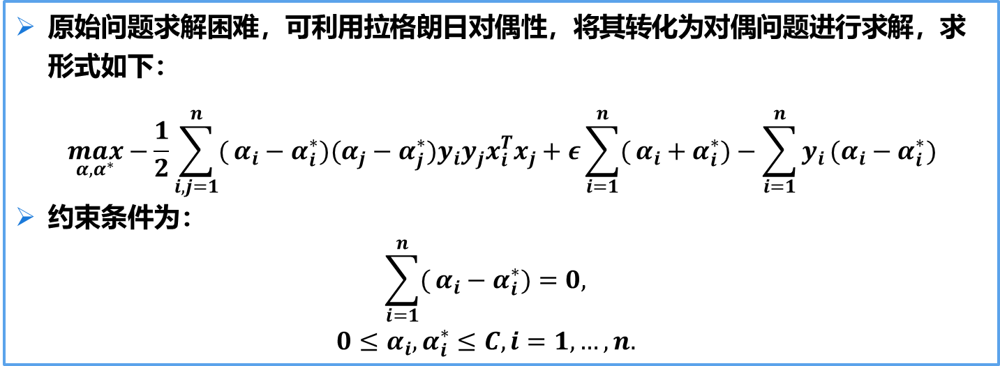 ➢ 原始问题求解困难，可利用拉格朗日对偶性，将其转化为对偶问题进行求解，求
形式如下：
$\max_{\alpha,\alpha^*} -\frac{1}{2}\sum_{i,j=1}^{n}(\alpha_i-\alpha_i^*)(\alpha_j-\alpha_j^*)y_iy_jx_i^Tx_j+\epsilon\sum_{i=1}^{n}(\alpha_i+\alpha_i^*)-\sum_{i=1}^{n}y_i(\alpha_i-\alpha_i^*)$
➢ 约束条件为：
$\sum_{i=1}^{n}(\alpha_i-\alpha_i^*)=0,$
$0\leq\alpha_i,\alpha_i^*\leq C,i=1,\ldots,n.$